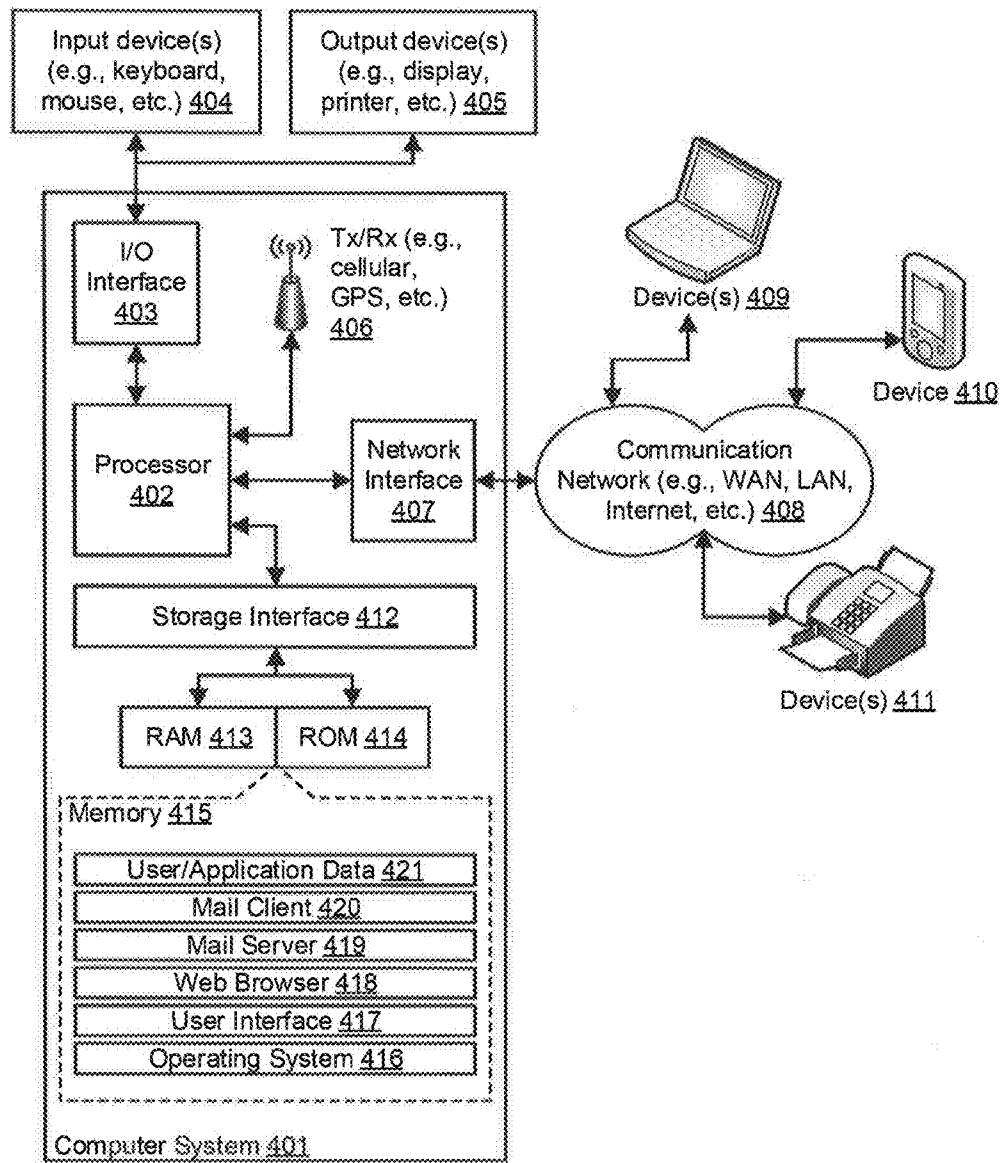 Input device(s)
(e.g., keyboard,
mouse, etc.) 404
Output device(s)
(e.g., display,
printer, etc.) 405
I/O
Interface
403
Tx/Rx (e.g.,
cellular,
GPS, etc.)
406
Device(s) 409
Device 410
Processor
402
Network
Interface
407
Communication
Network (e.g., WAN, LAN,
Internet, etc.) 408
Device(s) 411
Storage Interface 412
RAM 413
ROM 414
Memory 415
User/Application Data 421
Mail Client 420
Mail Server 419
Web Browser 418
User Interface 417
Operating System 416
Computer System 401